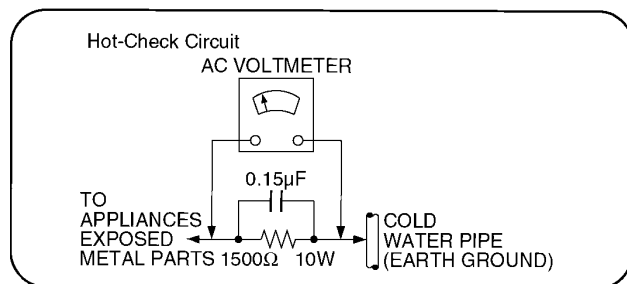 Hot-Check Circuit
AC VOLTMETER
0.15µF
TO
APPLIANCES
EXPOSED
METAL PARTS
1500Ω 10W
COLD
WATER PIPE
(EARTH GROUND)